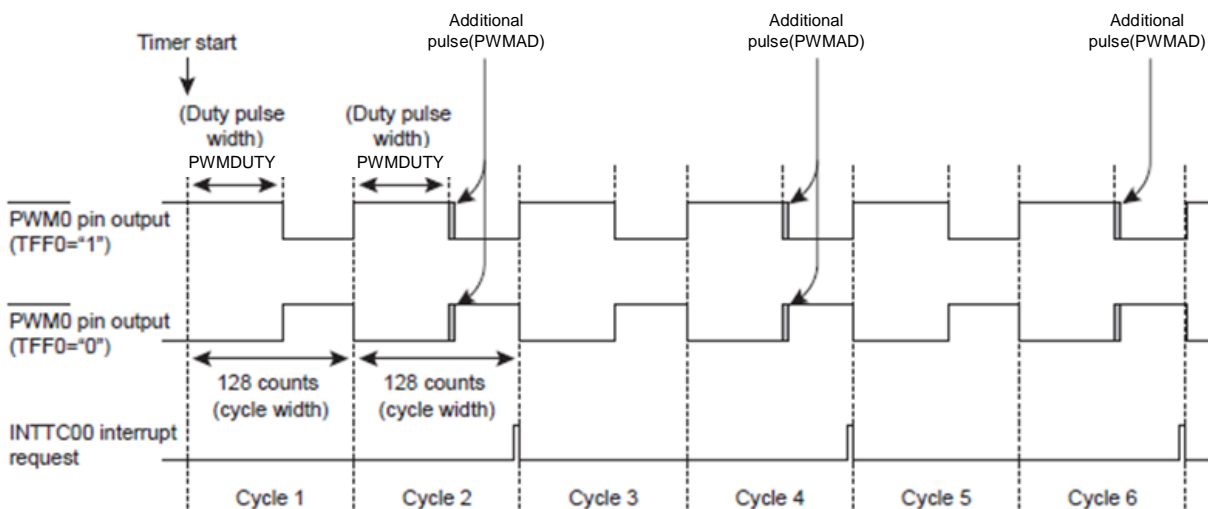 Additional
pulse(PWMAD)
Additional
pulse(PWMAD)
Additional
pulse(PWMAD)
Timer start
(Duty pulse
width)
PWMDUTY
(Duty pulse
width)
PWMDUTY
PWM0 pin output
(TFF0=“1”)
PWM0 pin output
(TFF0=“0”)
128 counts
(cycle width)
128 counts
(cycle width)
INTTC00 interrupt
request
Cycle 1
Cycle 2
Cycle 3
Cycle 4
Cycle 5
Cycle 6